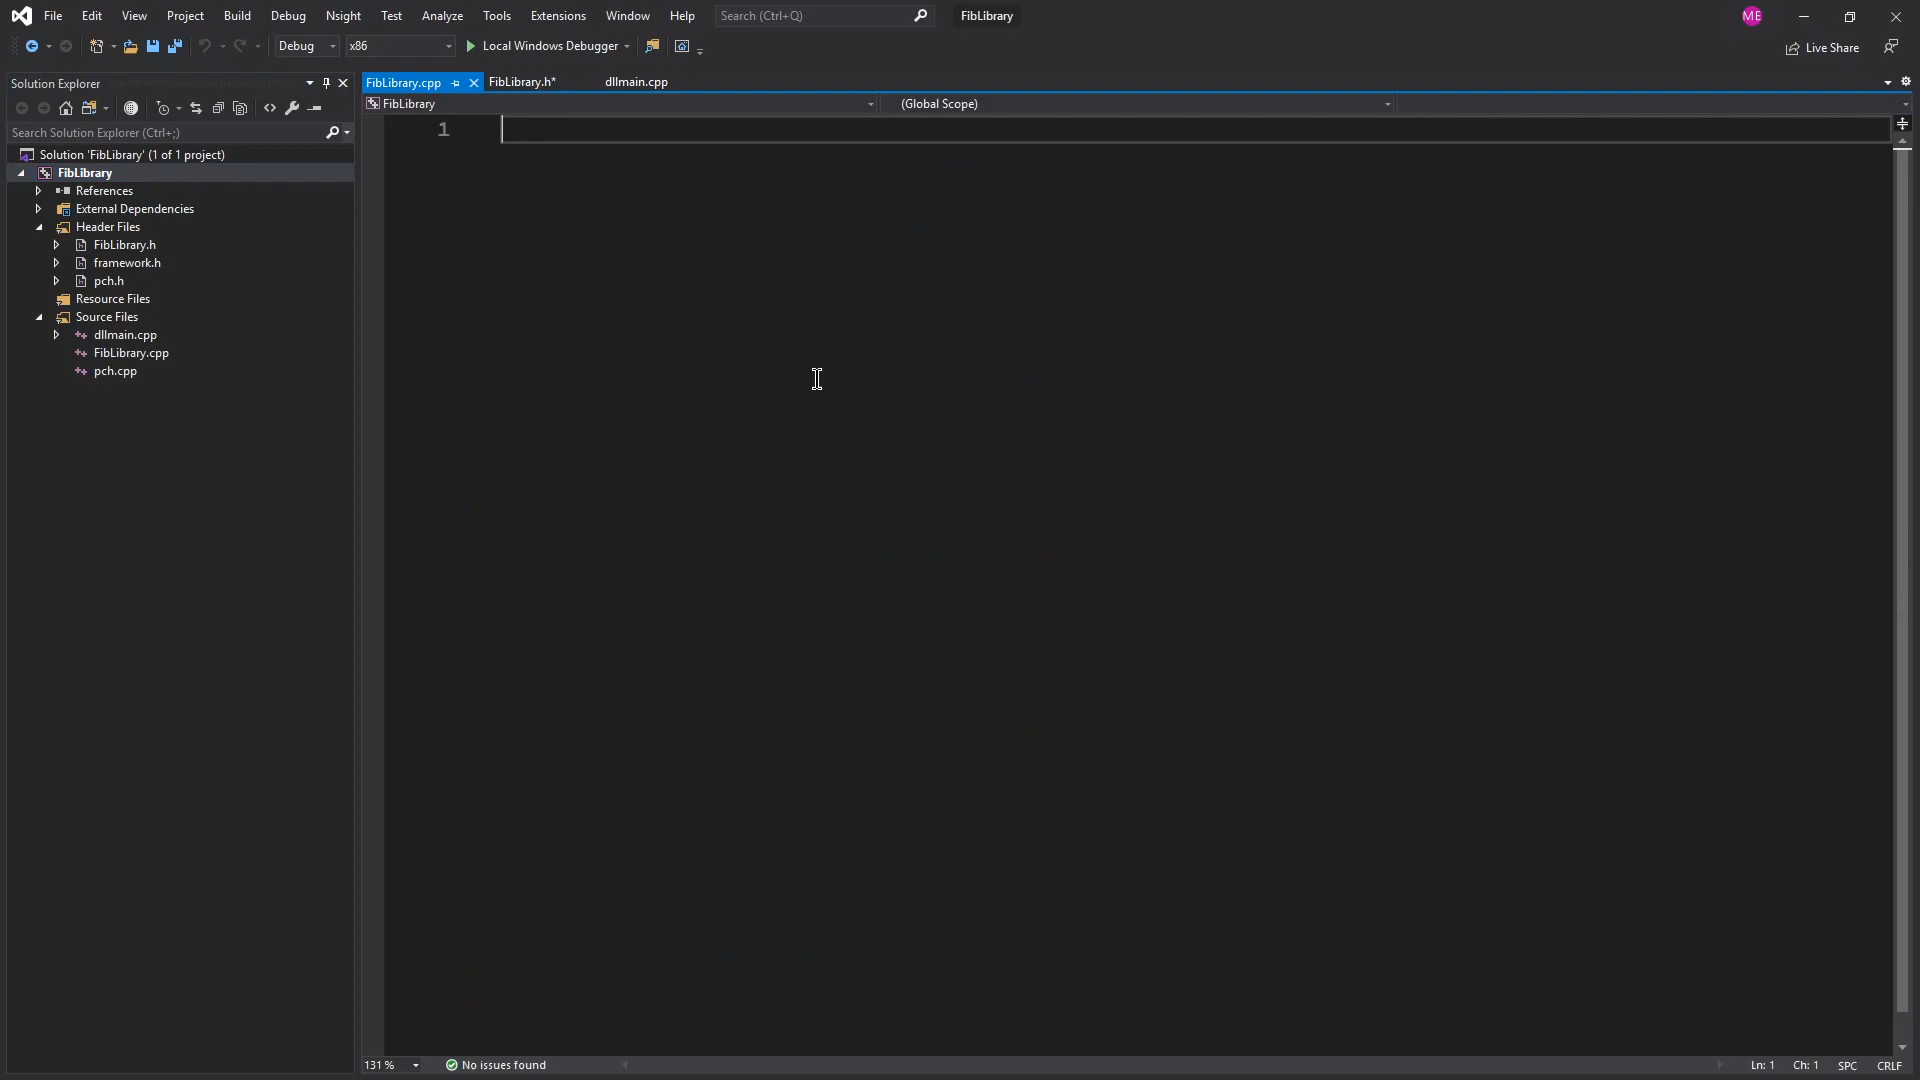 File Edit View Project Build Debug Nsight Test Analyze Tools Extensions Window Help Search (Ctrl+Q) FibLibrary ME
Debug x86 Local Windows Debugger Live Share
Solution Explorer
FibLibrary.cpp FibLibrary.h* dllmain.cpp
FibLibrary (Global Scope)
Search Solution Explorer (Ctrl+;)
1
Solution 'FibLibrary' (1 of 1 project)
FibLibrary
References
External Dependencies
Header Files
FibLibrary.h
framework.h
pch.h
Resource Files
Source Files
dllmain.cpp
FibLibrary.cpp
pch.cpp
131 % No issues found Ln: 1 Ch: 1 SPC CRLF